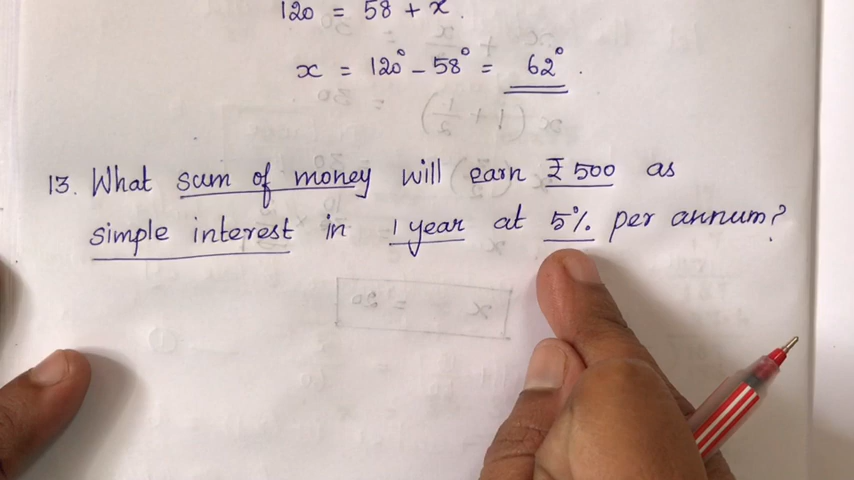 120 = 58 + x.
x = 120° - 58° = 62°.
13. What sum of money will earn ₹ 500 as
simple interest in 1 year at 5% per annum?